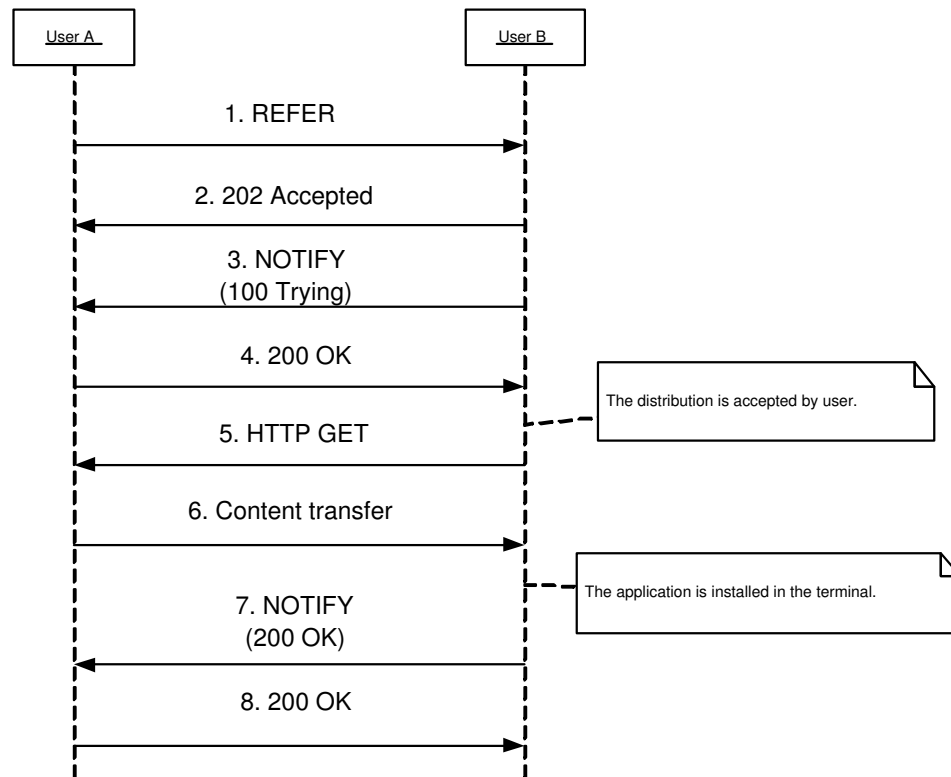 User A
User B
1. REFER
2. 202 Accepted
3. NOTIFY
(100 Trying)
4. 200 OK
The distribution is accepted by user.
5. HTTP GET
6. Content transfer
The application is installed in the terminal.
7. NOTIFY
(200 OK)
8. 200 OK